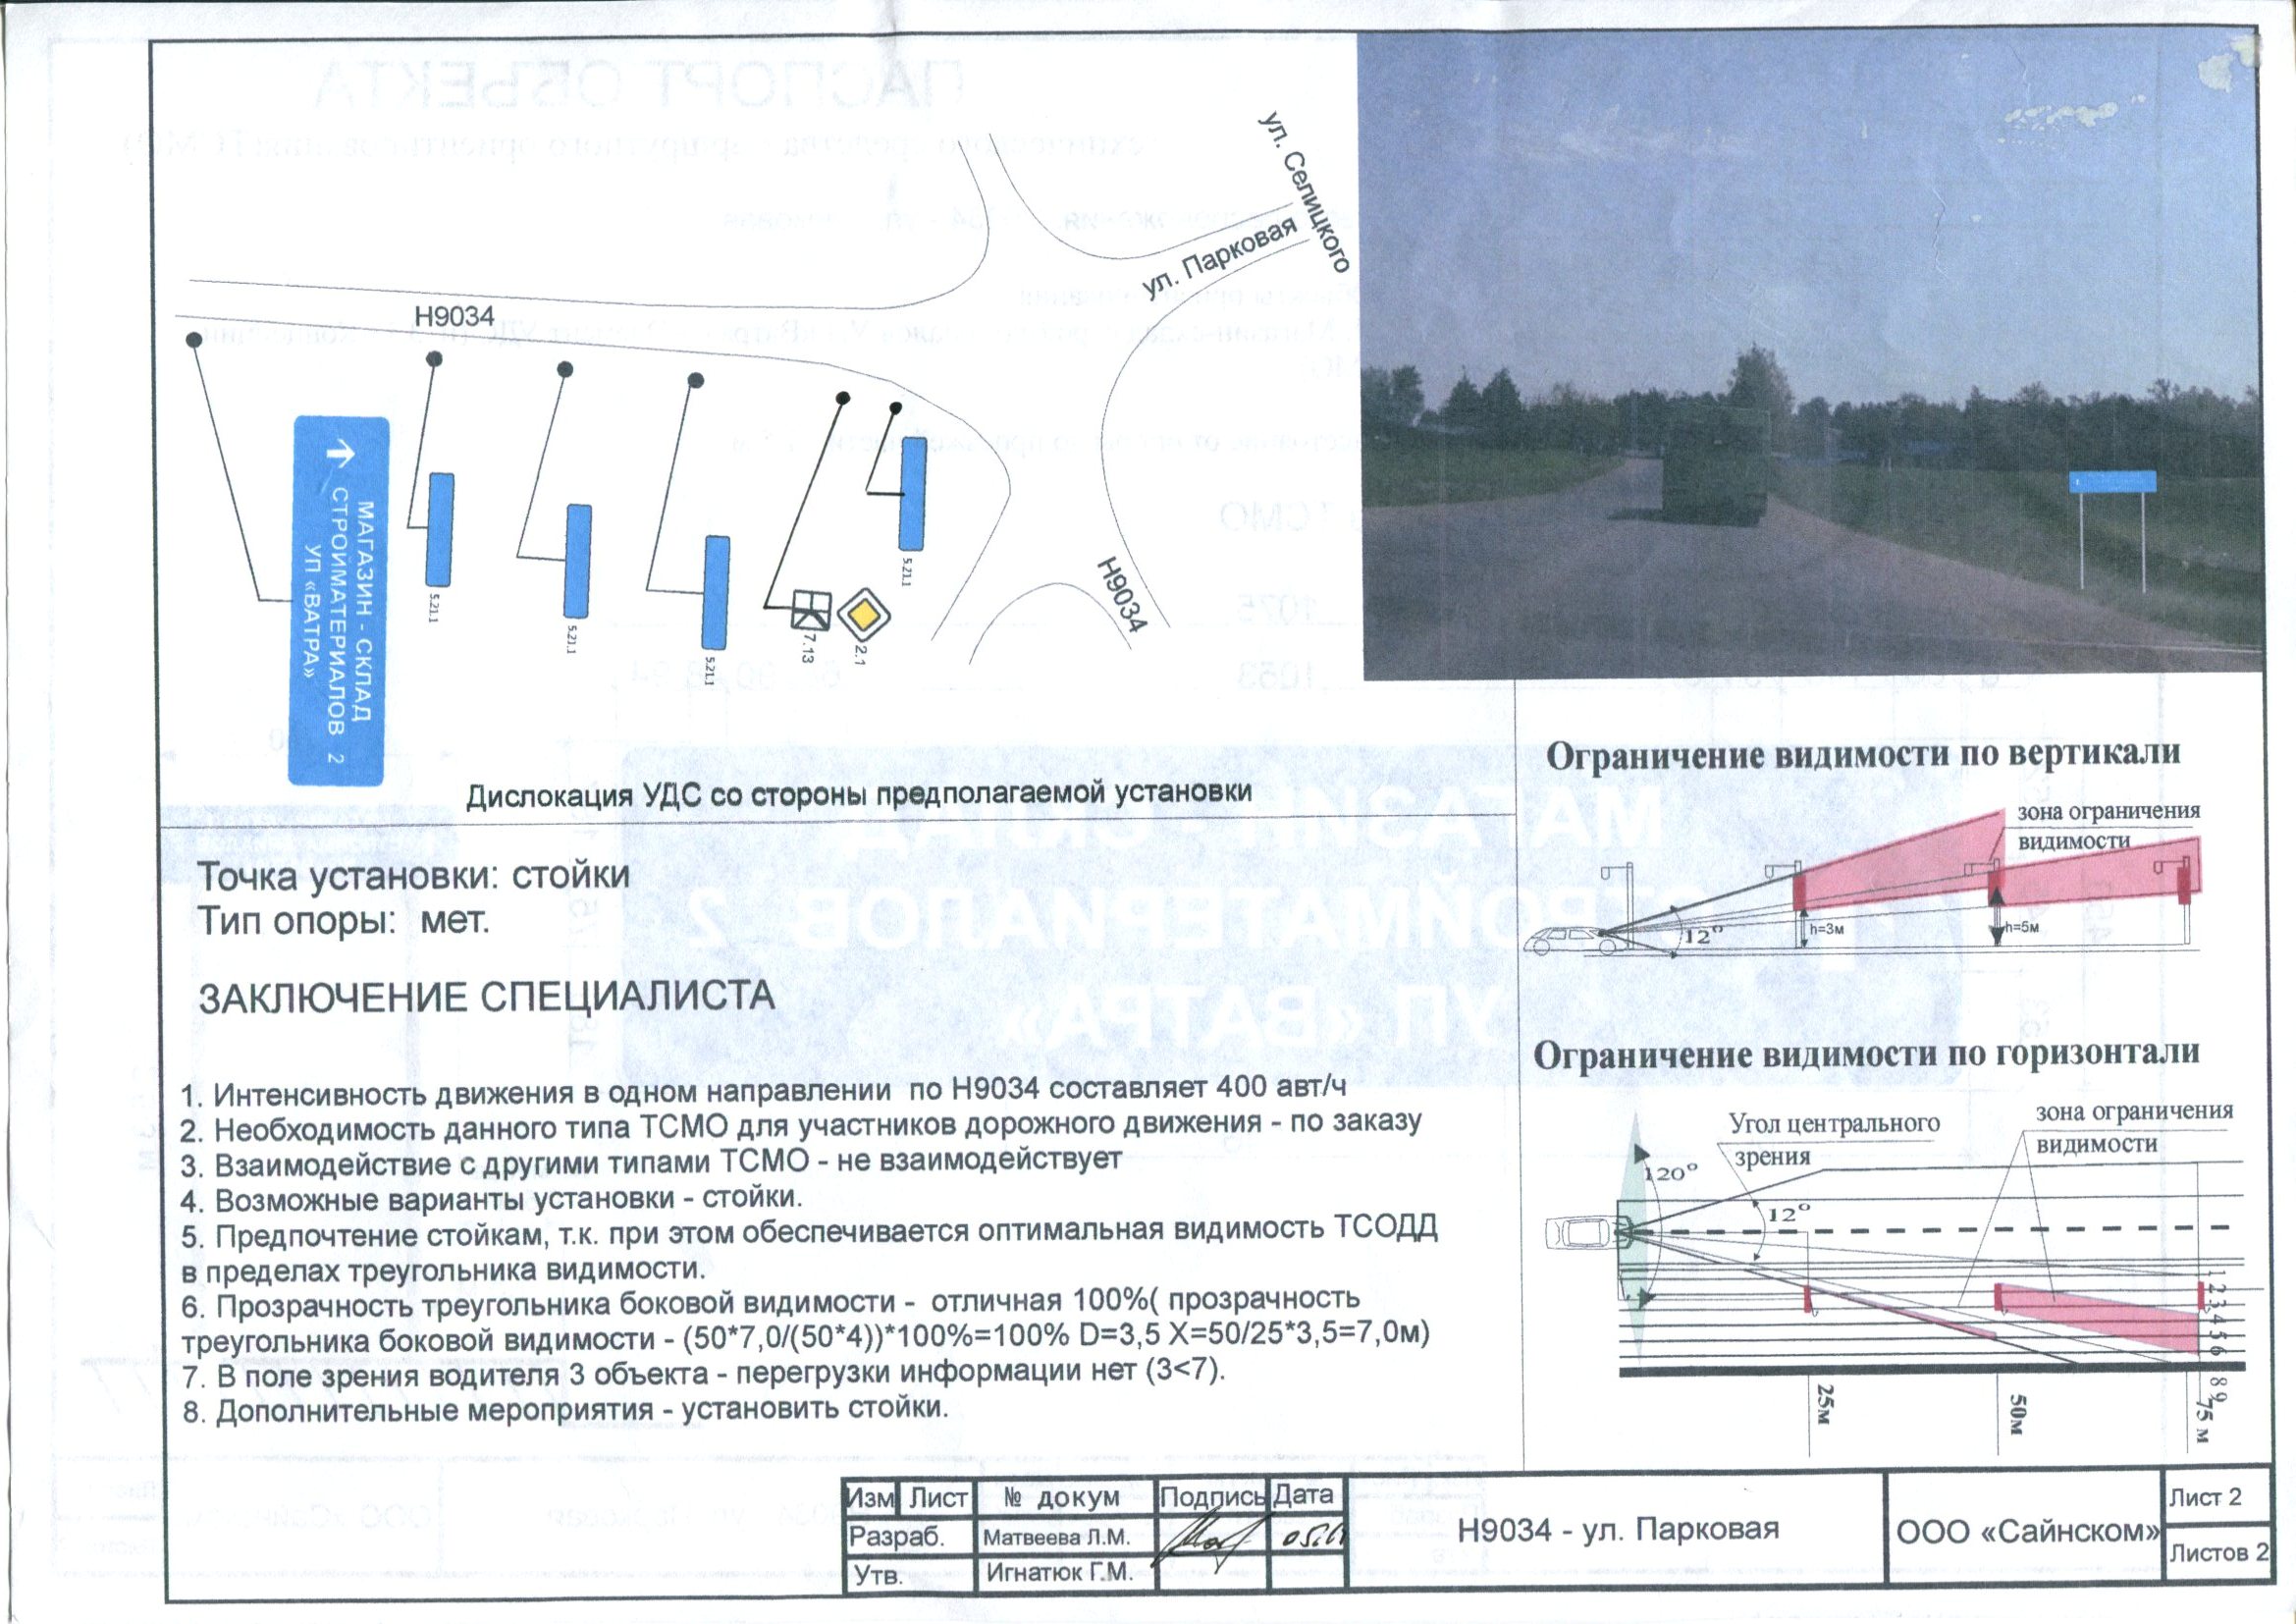 ул. Селицкого
ул. Парковая
Н9034
Н9034
МАГАЗИН - СКЛАД
СТРОЙМАТЕРИАЛОВ 2
УП «ВАТРА»
5.21.1
5.21.1
5.21.1
7.13
2.1
5.21.1
Дислокация УДС со стороны предполагаемой установки
Точка установки: стойки
Тип опоры: мет.
ЗАКЛЮЧЕНИЕ СПЕЦИАЛИСТА
1. Интенсивность движения в одном направлении по Н9034 составляет 400 авт/ч
2. Необходимость данного типа ТСМО для участников дорожного движения - по заказу
3. Взаимодействие с другими типами ТСМО - не взаимодействует
4. Возможные варианты установки - стойки.
5. Предпочтение стойкам, т.к. при этом обеспечивается оптимальная видимость ТСОДД
в пределах треугольника видимости.
6. Прозрачность треугольника боковой видимости - отличная 100%( прозрачность
треугольника боковой видимости - (50*7,0/(50*4))*100%=100% D=3,5 X=50/25*3,5=7,0м)
7. В поле зрения водителя 3 объекта - перегрузки информации нет (3<7).
8. Дополнительные мероприятия - установить стойки.
Ограничение видимости по вертикали
зона ограничения
видимости
12°
h=3м
h=5м
Ограничение видимости по горизонтали
Угол центрального
зрения
зона ограничения
видимости
120°
12°
1 2 3 4 5 6
8 9
25м
50м
75 м
Изм Лист № докум Подпись Дата
Разраб. Матвеева Л.М.
Утв. Игнатюк Г.М.
Н9034 - ул. Парковая
ООО «Сайнском»
Лист 2
Листов 2